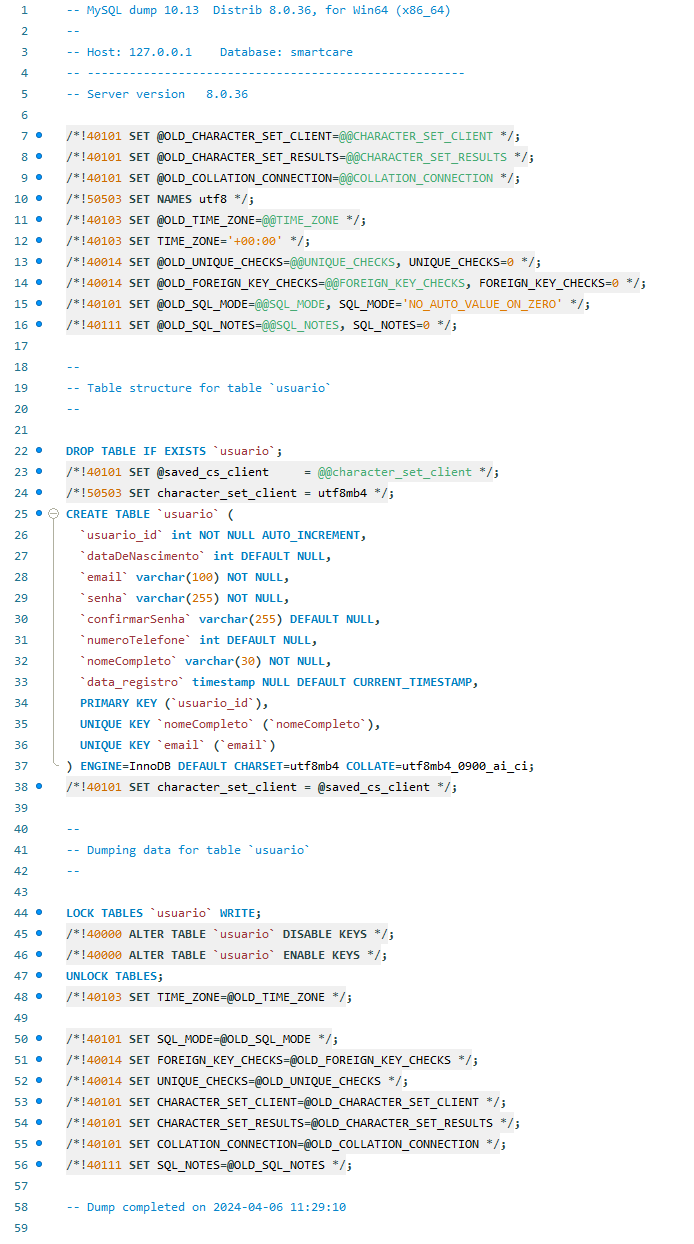 1 -- MySQL dump 10.13  Distrib 8.0.36, for Win64 (x86_64)
2 --
3 -- Host: 127.0.0.1    Database: smartcare
4 -- ------------------------------------------------------
5 -- Server version   8.0.36
6
7 /*!40101 SET @OLD_CHARACTER_SET_CLIENT=@@CHARACTER_SET_CLIENT */;
8 /*!40101 SET @OLD_CHARACTER_SET_RESULTS=@@CHARACTER_SET_RESULTS */;
9 /*!40101 SET @OLD_COLLATION_CONNECTION=@@COLLATION_CONNECTION */;
10 /*!50503 SET NAMES utf8 */;
11 /*!40103 SET @OLD_TIME_ZONE=@@TIME_ZONE */;
12 /*!40103 SET TIME_ZONE='+00:00' */;
13 /*!40014 SET @OLD_UNIQUE_CHECKS=@@UNIQUE_CHECKS, UNIQUE_CHECKS=0 */;
14 /*!40014 SET @OLD_FOREIGN_KEY_CHECKS=@@FOREIGN_KEY_CHECKS, FOREIGN_KEY_CHECKS=0 */;
15 /*!40101 SET @OLD_SQL_MODE=@@SQL_MODE, SQL_MODE='NO_AUTO_VALUE_ON_ZERO' */;
16 /*!40111 SET @OLD_SQL_NOTES=@@SQL_NOTES, SQL_NOTES=0 */;
17
18 --
19 -- Table structure for table `usuario`
20 --
21
22 DROP TABLE IF EXISTS `usuario`;
23 /*!40101 SET @saved_cs_client     = @@character_set_client */;
24 /*!50503 SET character_set_client = utf8mb4 */;
25 CREATE TABLE `usuario` (
26   `usuario_id` int NOT NULL AUTO_INCREMENT,
27   `dataDeNascimento` int DEFAULT NULL,
28   `email` varchar(100) NOT NULL,
29   `senha` varchar(255) NOT NULL,
30   `confirmarSenha` varchar(255) DEFAULT NULL,
31   `numeroTelefone` int DEFAULT NULL,
32   `nomeCompleto` varchar(30) NOT NULL,
33   `data_registro` timestamp NULL DEFAULT CURRENT_TIMESTAMP,
34   PRIMARY KEY (`usuario_id`),
35   UNIQUE KEY `nomeCompleto` (`nomeCompleto`),
36   UNIQUE KEY `email` (`email`)
37 ) ENGINE=InnoDB DEFAULT CHARSET=utf8mb4 COLLATE=utf8mb4_0900_ai_ci;
38 /*!40101 SET character_set_client = @saved_cs_client */;
39
40 --
41 -- Dumping data for table `usuario`
42 --
43
44 LOCK TABLES `usuario` WRITE;
45 /*!40000 ALTER TABLE `usuario` DISABLE KEYS */;
46 /*!40000 ALTER TABLE `usuario` ENABLE KEYS */;
47 UNLOCK TABLES;
48 /*!40103 SET TIME_ZONE=@OLD_TIME_ZONE */;
49
50 /*!40101 SET SQL_MODE=@OLD_SQL_MODE */;
51 /*!40014 SET FOREIGN_KEY_CHECKS=@OLD_FOREIGN_KEY_CHECKS */;
52 /*!40014 SET UNIQUE_CHECKS=@OLD_UNIQUE_CHECKS */;
53 /*!40101 SET CHARACTER_SET_CLIENT=@OLD_CHARACTER_SET_CLIENT */;
54 /*!40101 SET CHARACTER_SET_RESULTS=@OLD_CHARACTER_SET_RESULTS */;
55 /*!40101 SET COLLATION_CONNECTION=@OLD_COLLATION_CONNECTION */;
56 /*!40111 SET SQL_NOTES=@OLD_SQL_NOTES */;
57
58 -- Dump completed on 2024-04-06 11:29:10
59